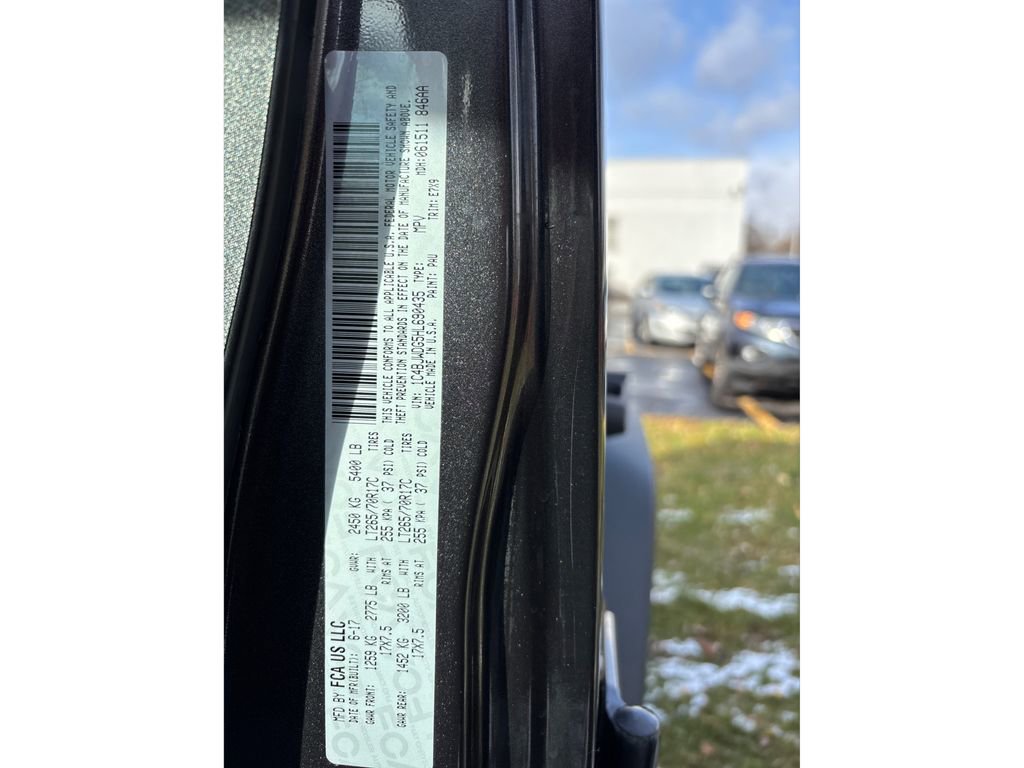 MFD BY FCA US LLC
DATE OF MFR(BUILT): 6-17 GVWR: 2450 KG 5400 LB
GAWR FRONT: 1259 KG 2775 LB WITH LT265/70R17C TIRES
17X7.5 RIMS AT 255 KPA ( 37 PSI) COLD
GAWR REAR: 1452 KG 3200 LB WITH LT265/70R17C TIRES
17X7.5 RIMS AT 255 KPA ( 37 PSI) COLD
THIS VEHICLE CONFORMS TO ALL APPLICABLE U.S.A. FEDERAL MOTOR VEHICLE SAFETY AND
THEFT PREVENTION STANDARDS IN EFFECT ON THE DATE OF MANUFACTURE SHOWN ABOVE.
VIN: 1C4BJWDG5HL690435 TYPE: MPV MDH:061511 846AA
VEHICLE MADE IN U.S.A. PAINT: PAU TRIM: E7X9